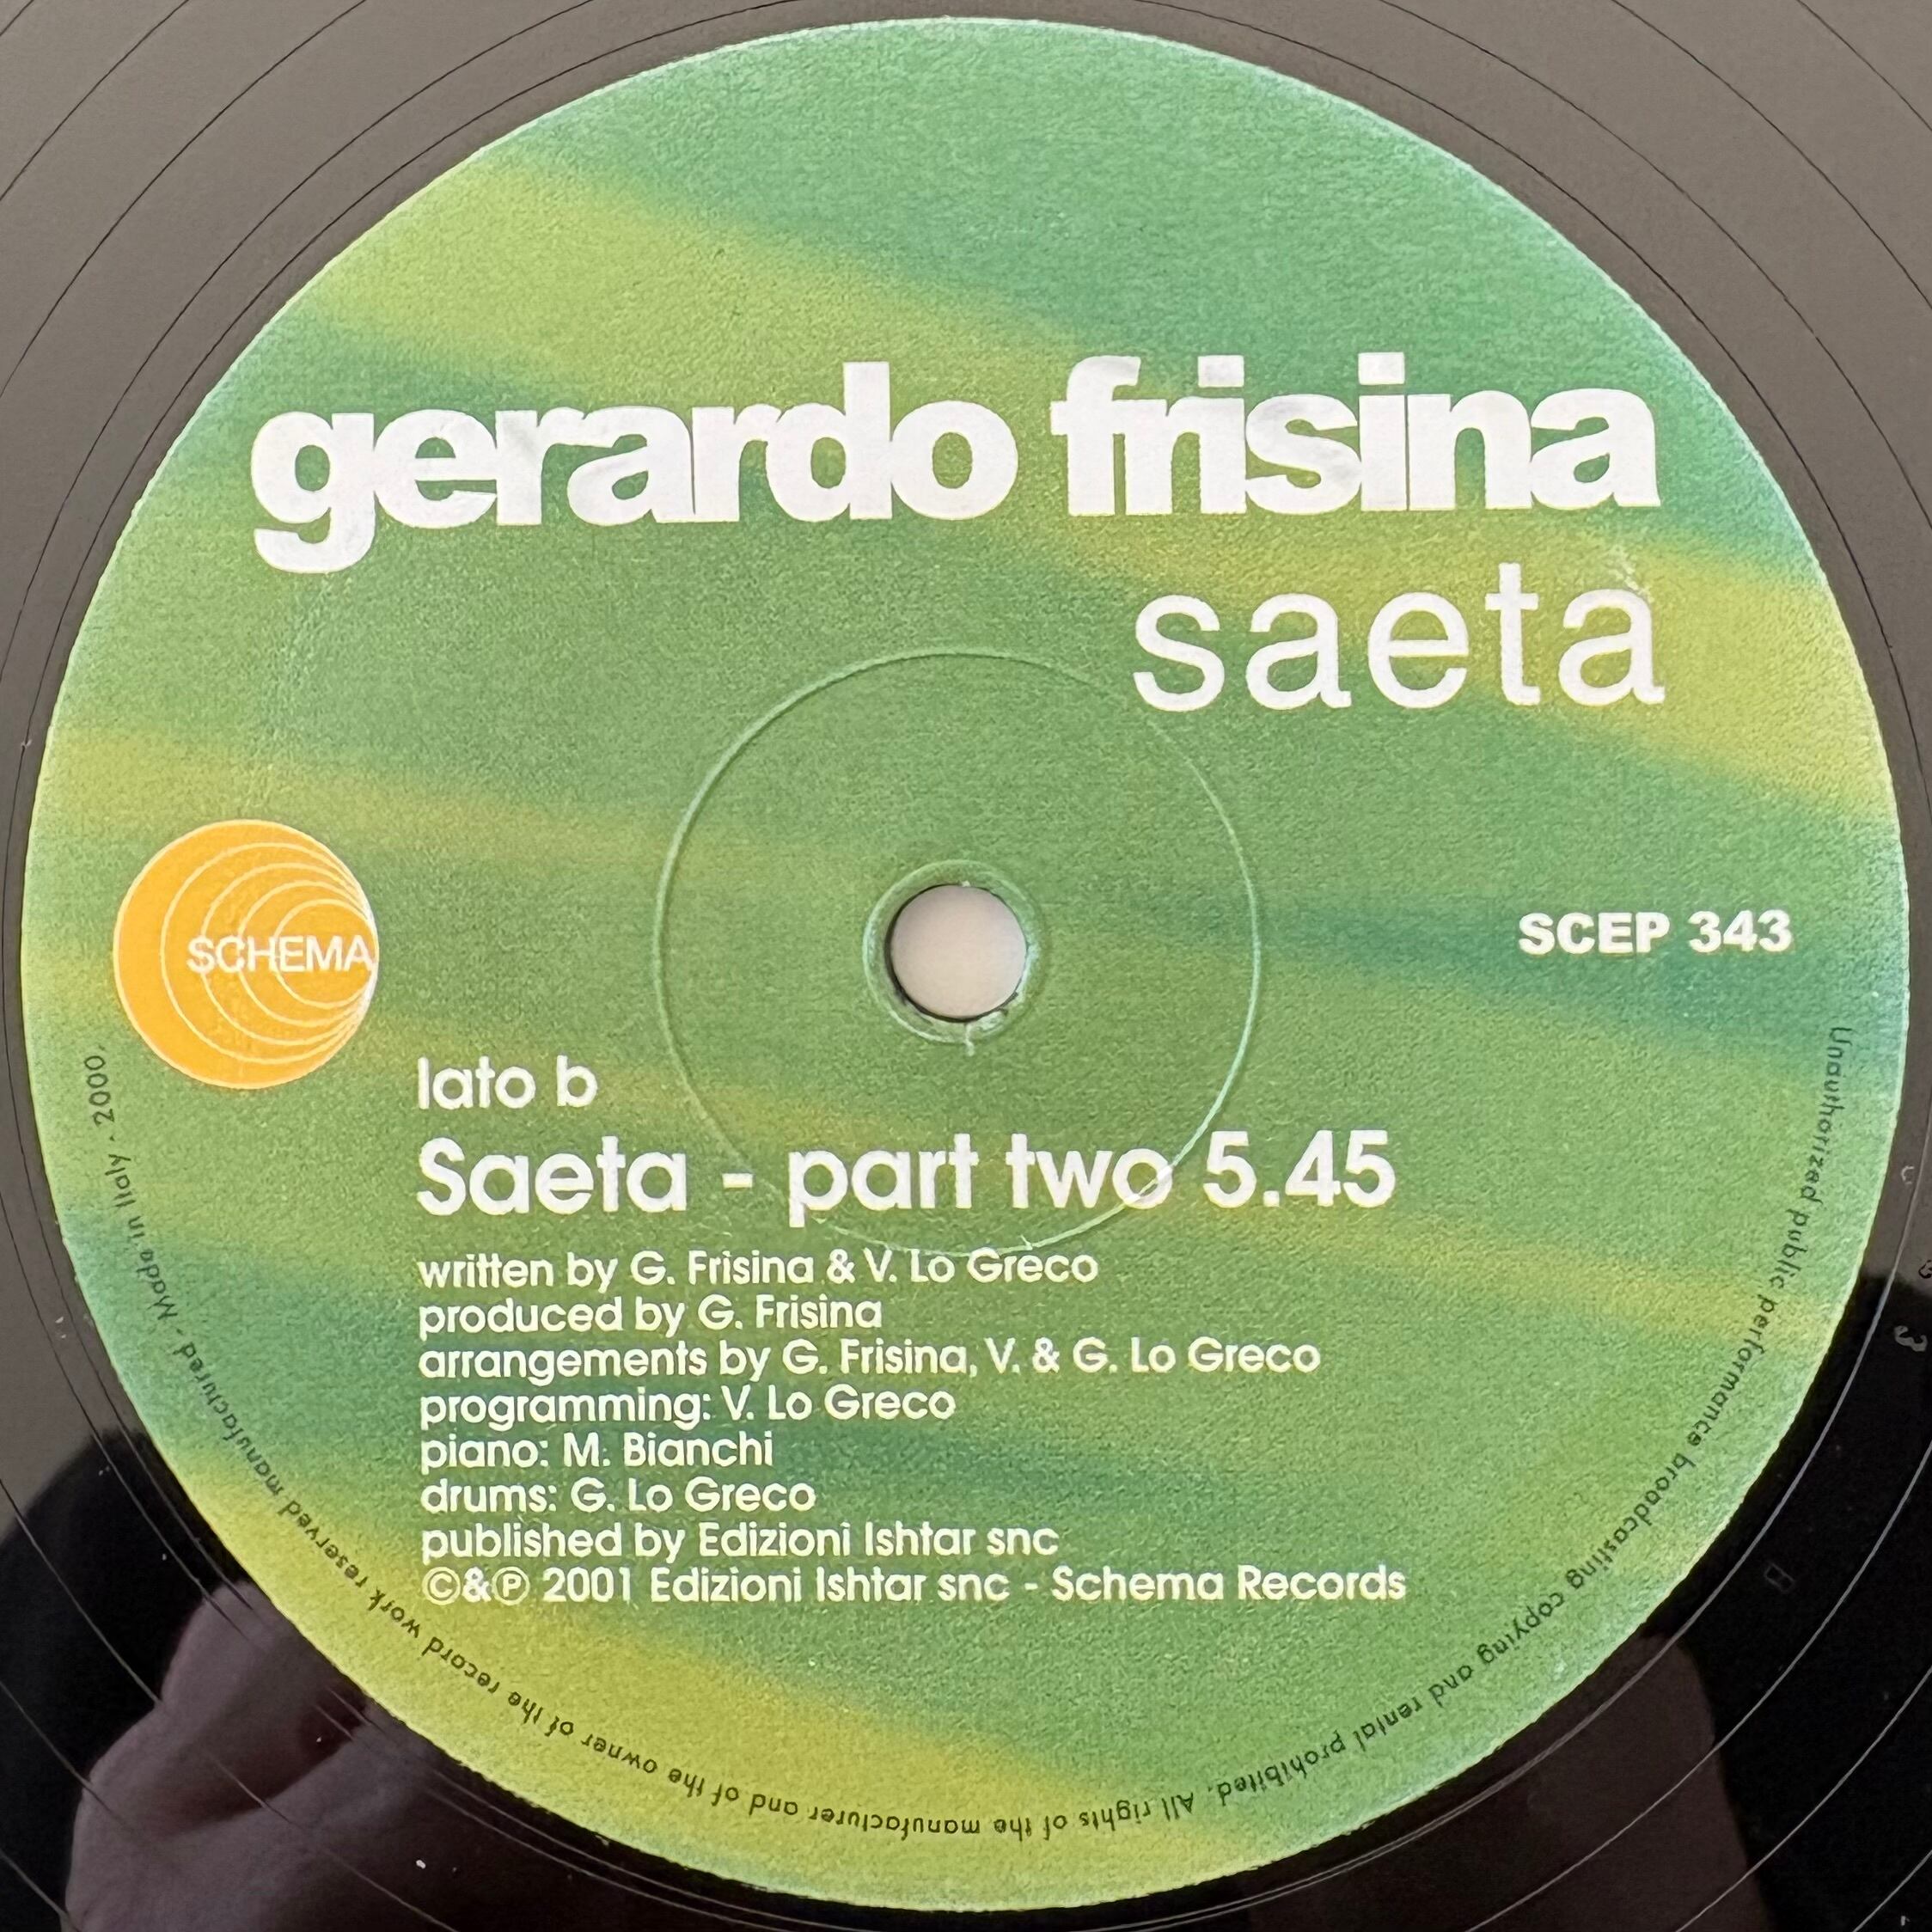 gerardo frisina
saeta
SCHEMA
SCEP 343
lato b
Saeta - part two 5.45
written by G. Frisina & V. Lo Greco
produced by G. Frisina
arrangements by G. Frisina, V. & G. Lo Greco
programming: V. Lo Greco
piano: M. Bianchi
drums: G. Lo Greco
published by Edizioni Ishtar snc
©&℗ 2001 Edizioni Ishtar snc - Schema Records
Unauthorized public performance broadcasting copying and rental prohibited. All rights of the manufacturer and of the owner of the record work reserved manufactured. Made in Italy. 2000.